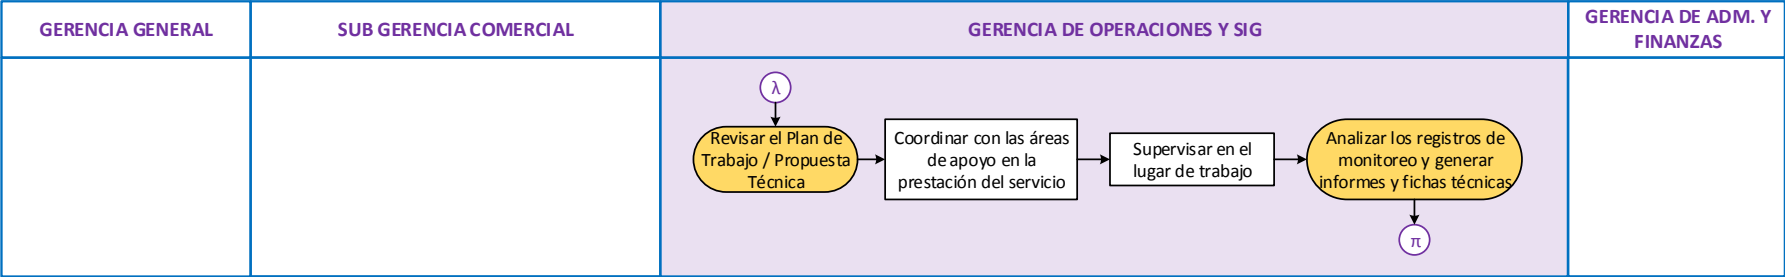 GERENCIA GENERAL
SUB GERENCIA COMERCIAL
GERENCIA DE OPERACIONES Y SIG
GERENCIA DE ADM. Y
FINANZAS
λ
Revisar el Plan de
Trabajo / Propuesta
Técnica
Coordinar con las áreas
de apoyo en la
prestación del servicio
Supervisar en el
lugar de trabajo
Analizar los registros de
monitoreo y generar
informes y fichas técnicas
π